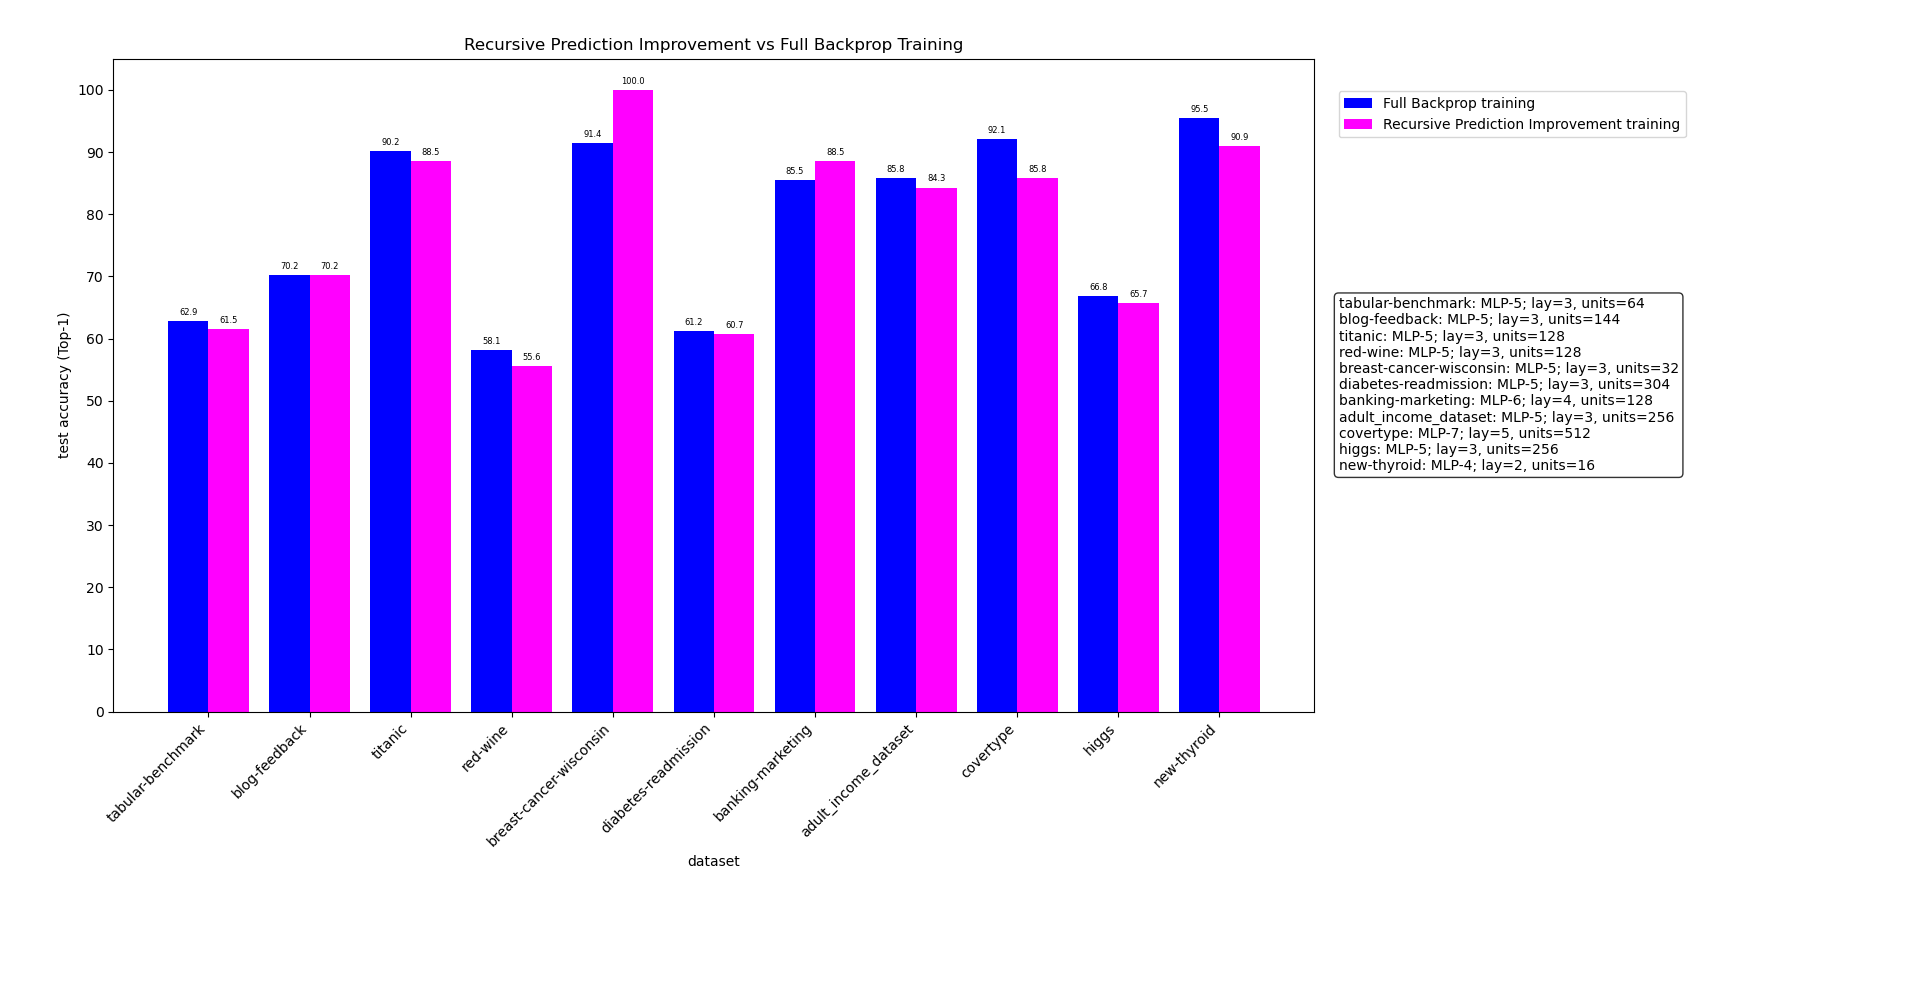 Recursive Prediction Improvement vs Full Backprop Training
test accuracy (Top-1)
100
90
80
70
60
50
40
30
20
10
0
62.9
61.5
70.2
70.2
90.2
88.5
58.1
55.6
91.4
100.0
61.2
60.7
85.5
88.5
85.8
84.3
92.1
85.8
66.8
65.7
95.5
90.9
tabular-benchmark
blog-feedback
titanic
red-wine
breast-cancer-wisconsin
diabetes-readmission
banking-marketing
adult_income_dataset
covertype
higgs
new-thyroid
dataset
Full Backprop training
Recursive Prediction Improvement training
tabular-benchmark: MLP-5; lay=3, units=64
blog-feedback: MLP-5; lay=3, units=144
titanic: MLP-5; lay=3, units=128
red-wine: MLP-5; lay=3, units=128
breast-cancer-wisconsin: MLP-5; lay=3, units=32
diabetes-readmission: MLP-5; lay=3, units=304
banking-marketing: MLP-6; lay=4, units=128
adult_income_dataset: MLP-5; lay=3, units=256
covertype: MLP-7; lay=5, units=512
higgs: MLP-5; lay=3, units=256
new-thyroid: MLP-4; lay=2, units=16